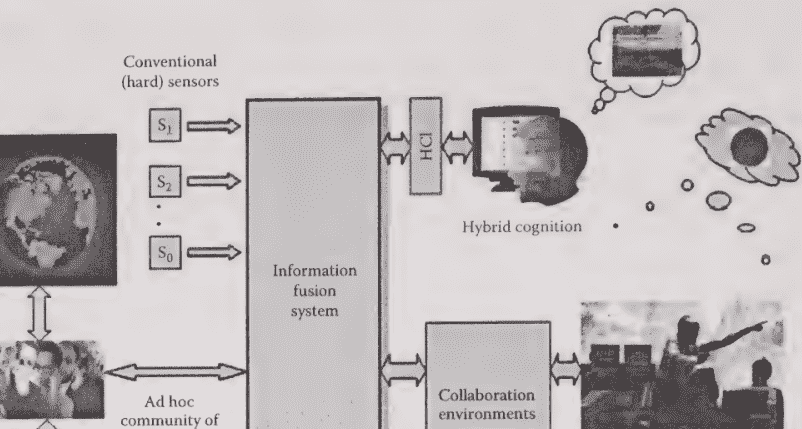 Conventional
(hard) sensors
S1
S2
S0
HCI
Hybrid cognition
Information
fusion
system
Ad hoc
community of
Collaboration
environments